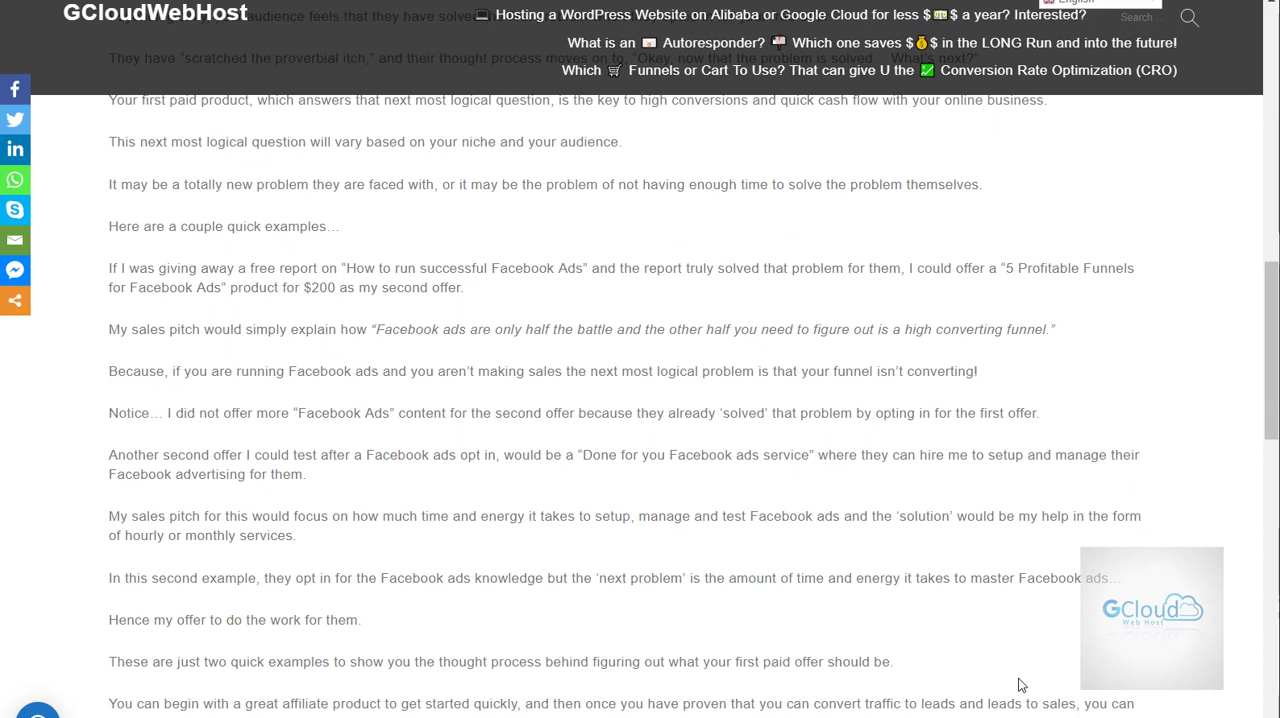 GCloudWebHost
audience feels that they have solved
Hosting a WordPress Website on Alibaba or Google Cloud for less $ $ a year? Interested?
English
Search ...
What is an Autoresponder? Which one saves $ $ in the LONG Run and into the future!
They have “scratched the proverbial itch,” and their thought process moves on to, “Okay, now that the problem is solved... What’s next?”
Which Funnels or Cart To Use? That can give U the Conversion Rate Optimization (CRO)
Your first paid product, which answers that next most logical question, is the key to high conversions and quick cash flow with your online business.
This next most logical question will vary based on your niche and your audience.
It may be a totally new problem they are faced with, or it may be the problem of not having enough time to solve the problem themselves.
Here are a couple quick examples…
If I was giving away a free report on “How to run successful Facebook Ads” and the report truly solved that problem for them, I could offer a “5 Profitable Funnels
for Facebook Ads” product for $200 as my second offer.
My sales pitch would simply explain how “Facebook ads are only half the battle and the other half you need to figure out is a high converting funnel.”
Because, if you are running Facebook ads and you aren’t making sales the next most logical problem is that your funnel isn’t converting!
Notice… I did not offer more “Facebook Ads” content for the second offer because they already ‘solved’ that problem by opting in for the first offer.
Another second offer I could test after a Facebook ads opt in, would be a “Done for you Facebook ads service” where they can hire me to setup and manage their
Facebook advertising for them.
My sales pitch for this would focus on how much time and energy it takes to setup, manage and test Facebook ads and the ‘solution’ would be my help in the form
of hourly or monthly services.
In this second example, they opt in for the Facebook ads knowledge but the ‘next problem’ is the amount of time and energy it takes to master Facebook ads…
GCloud
Web Host
Hence my offer to do the work for them.
These are just two quick examples to show you the thought process behind figuring out what your first paid offer should be.
You can begin with a great affiliate product to get started quickly, and then once you have proven that you can convert traffic to leads and leads to sales, you can